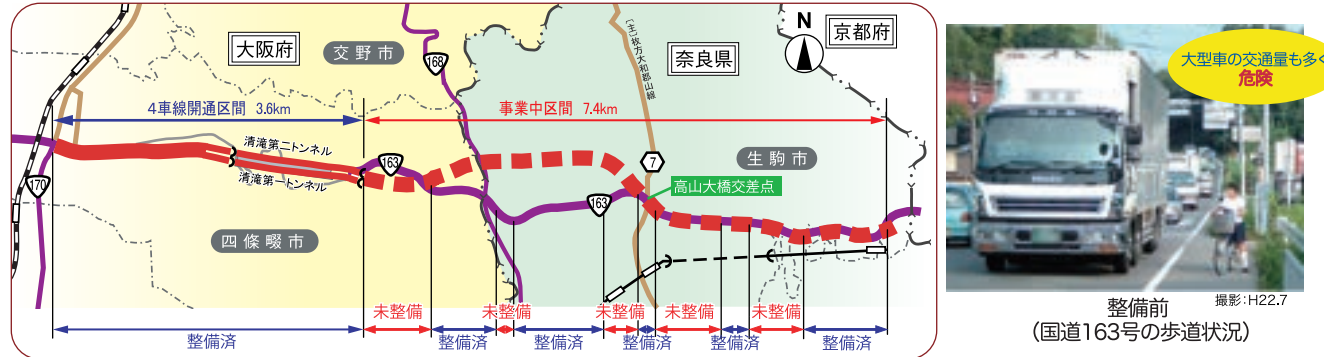 大阪府
交野市
168
[主]枚方大和郡山線
奈良県
N
京都府
4車線開通区間 3.6km
事業中区間 7.4km
清滝第二トンネル
清滝第一トンネル
163
170
7
生駒市
高山大橋交差点
163
四條畷市
未整備
未整備
未整備
未整備
未整備
整備済
整備済
整備済
整備済
整備済
整備済
大型車の交通量も多く
危険
整備前
撮影:H22.7
(国道163号の歩道状況)